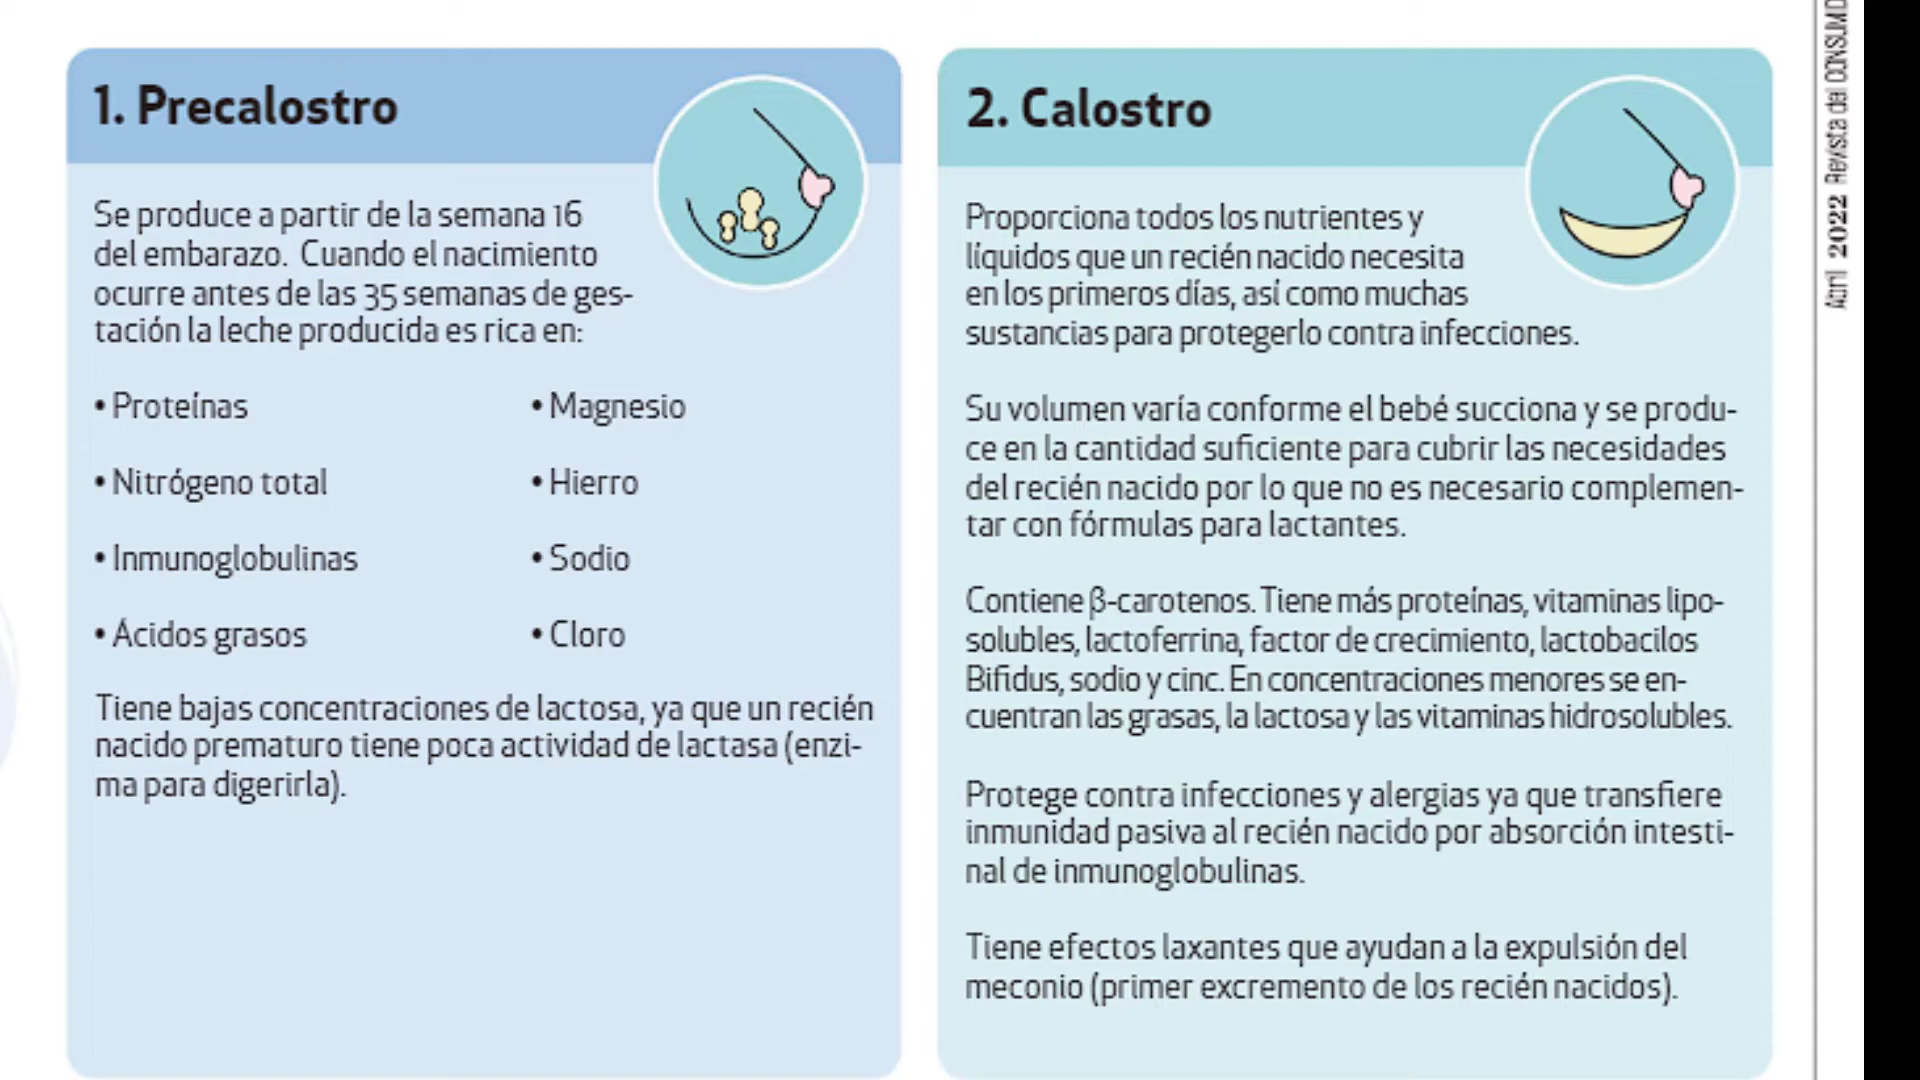 1. Precalostro
Se produce a partir de la semana 16
del embarazo. Cuando el nacimiento
ocurre antes de las 35 semanas de ges-
tación la leche producida es rica en:
• Proteínas
• Nitrógeno total
• Inmunoglobulinas
• Ácidos grasos
• Magnesio
• Hierro
• Sodio
• Cloro
Tiene bajas concentraciones de lactosa, ya que un recién
nacido prematuro tiene poca actividad de lactasa (enzi-
ma para digerirla).
2. Calostro
Proporciona todos los nutrientes y
líquidos que un recién nacido necesita
en los primeros días, así como muchas
sustancias para protegerlo contra infecciones.
Su volumen varía conforme el bebé succiona y se produ-
ce en la cantidad suficiente para cubrir las necesidades
del recién nacido por lo que no es necesario complemen-
tar con fórmulas para lactantes.
Contiene β-carotenos. Tiene más proteínas, vitaminas lipo-
solubles, lactoferrina, factor de crecimiento, lactobacilos
Bifidus, sodio y cinc. En concentraciones menores se en-
cuentran las grasas, la lactosa y las vitaminas hidrosolubles.
Protege contra infecciones y alergias ya que transfiere
inmunidad pasiva al recién nacido por absorción intesti-
nal de inmunoglobulinas.
Tiene efectos laxantes que ayudan a la expulsión del
meconio (primer excremento de los recién nacidos).
Abril 2022 Revista del